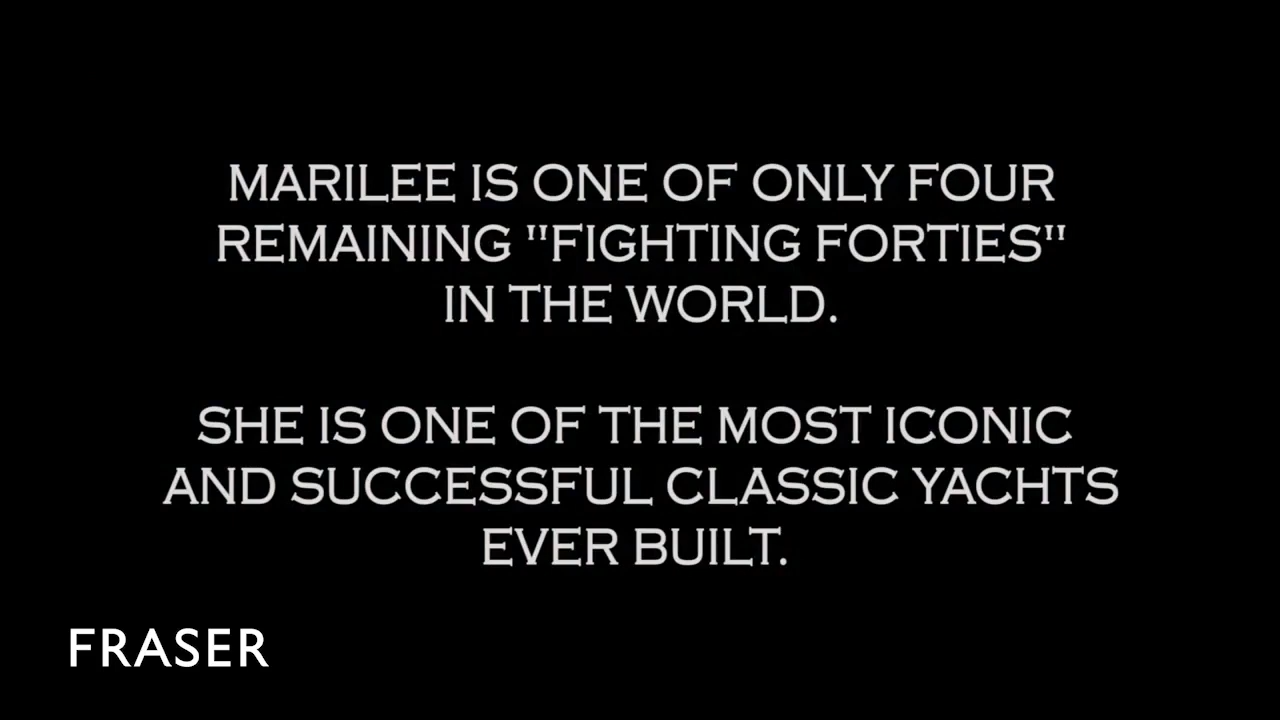 MARILEE IS ONE OF ONLY FOUR
REMAINING "FIGHTING FORTIES"
IN THE WORLD.
SHE IS ONE OF THE MOST ICONIC
AND SUCCESSFUL CLASSIC YACHTS
EVER BUILT.
FRASER